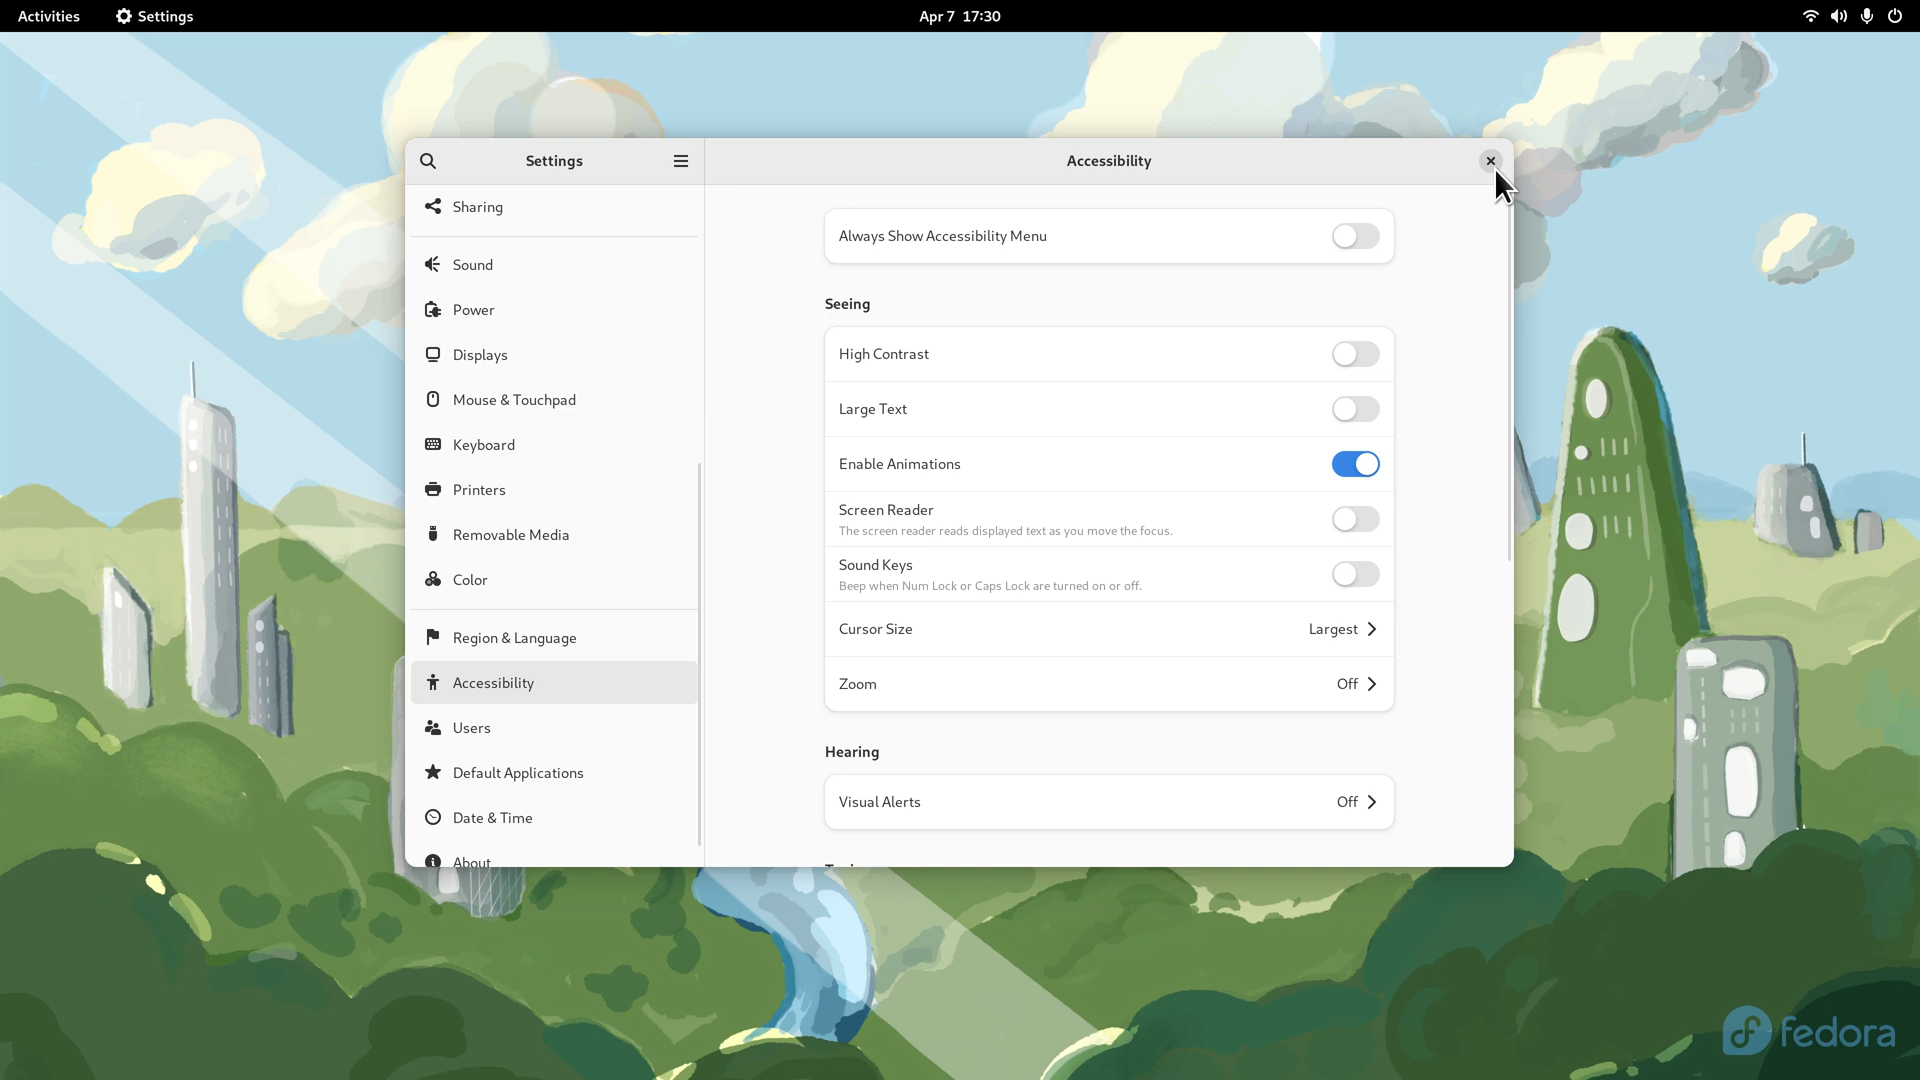 Activities
Settings
Apr 7 17:30
Settings
Accessibility
Sharing
Sound
Power
Displays
Mouse & Touchpad
Keyboard
Printers
Removable Media
Color
Region & Language
Accessibility
Users
Default Applications
Date & Time
About
Always Show Accessibility Menu
Seeing
High Contrast
Large Text
Enable Animations
Screen Reader
The screen reader reads displayed text as you move the focus.
Sound Keys
Beep when Num Lock or Caps Lock are turned on or off.
Cursor Size
Largest
Zoom
Off
Hearing
Visual Alerts
Off
fedora